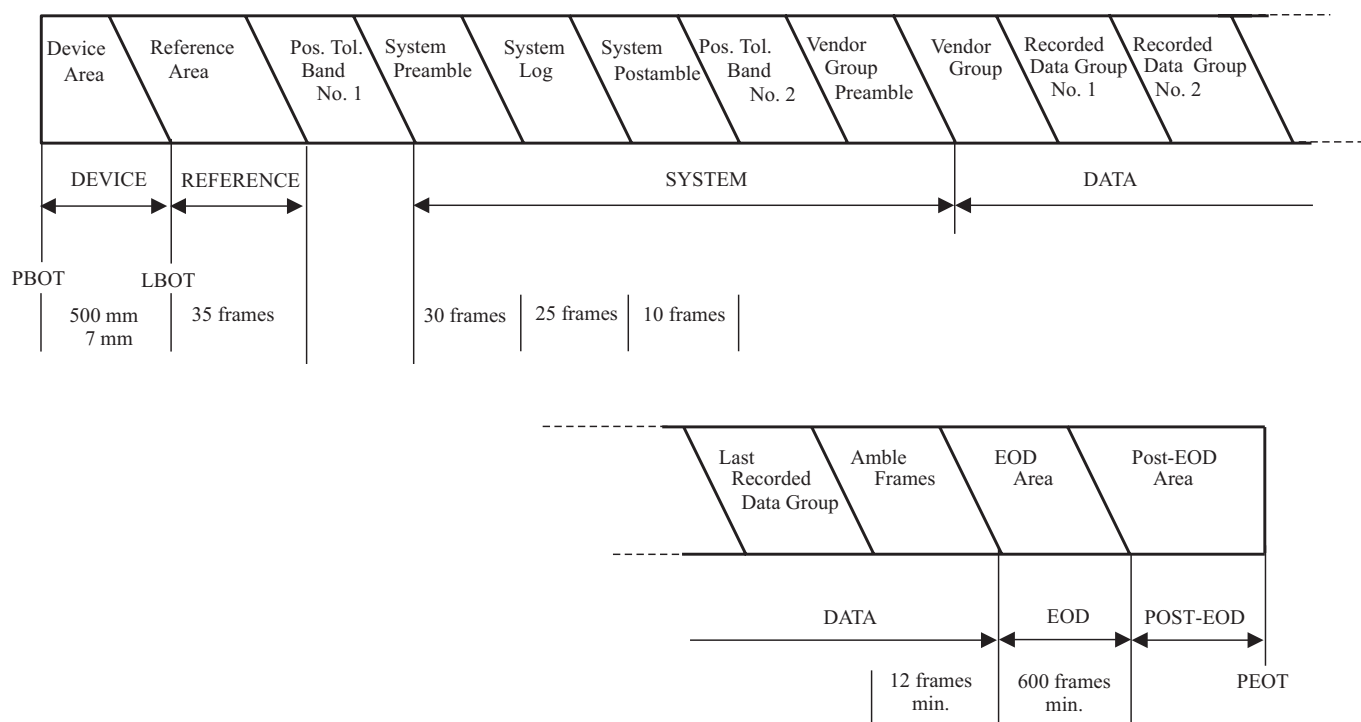 Device
Area
Reference
Area
Pos. Tol.
Band
No. 1
System
Preamble
System
Log
System
Postamble
Pos. Tol.
Band
No. 2
Vendor
Group
Preamble
Vendor
Group
Recorded
Data Group
No. 1
Recorded
Data Group
No. 2
DEVICE
REFERENCE
SYSTEM
DATA
PBOT
LBOT
500 mm
7 mm
35 frames
30 frames
25 frames
10 frames
Last
Recorded
Data Group
Amble
Frames
EOD
Area
Post-EOD
Area
DATA
EOD
POST-EOD
12 frames
min.
600 frames
min.
PEOT